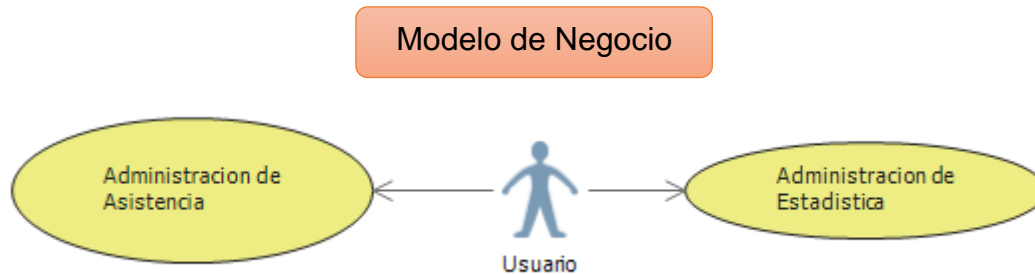 Modelo de Negocio
Administracion de
Asistencia
Administracion de
Estadistica
Usuario